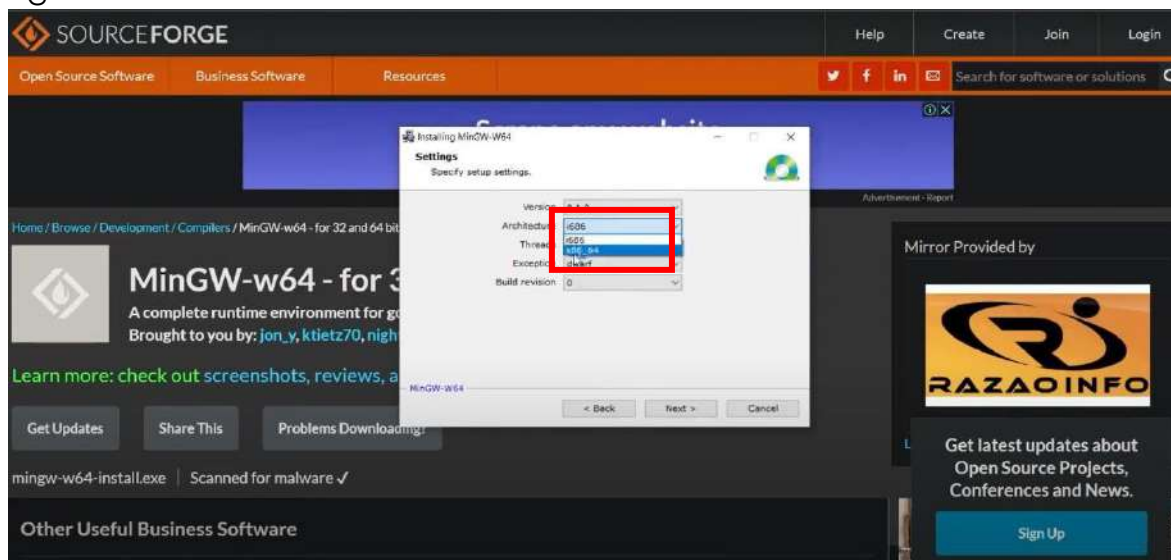 SOURCEFORGE
Help
Create
Join
Login
Open Source Software
Business Software
Resources
Search for software or solutions
Installing MinGW-W64
Settings
Specify setup settings.
Version
Architecture
i686
i686
x86_64
Threads
Exception
dwarf
Build revision
0
MinGW-W64
< Back
Next >
Cancel
Advertisement - Report
Home / Browse / Development / Compilers / MinGW-w64 - for 32 and 64 bit
MinGW-w64 - for 3
A complete runtime environment for gc
Brought to you by: jon_y, ktietz70, nigh
Learn more: check out screenshots, reviews, a
Get Updates
Share This
Problems Downloading?
mingw-w64-install.exe
Scanned for malware ✓
Other Useful Business Software
Mirror Provided by
RAZAOINFO
Get latest updates about
Open Source Projects,
Conferences and News.
Sign Up